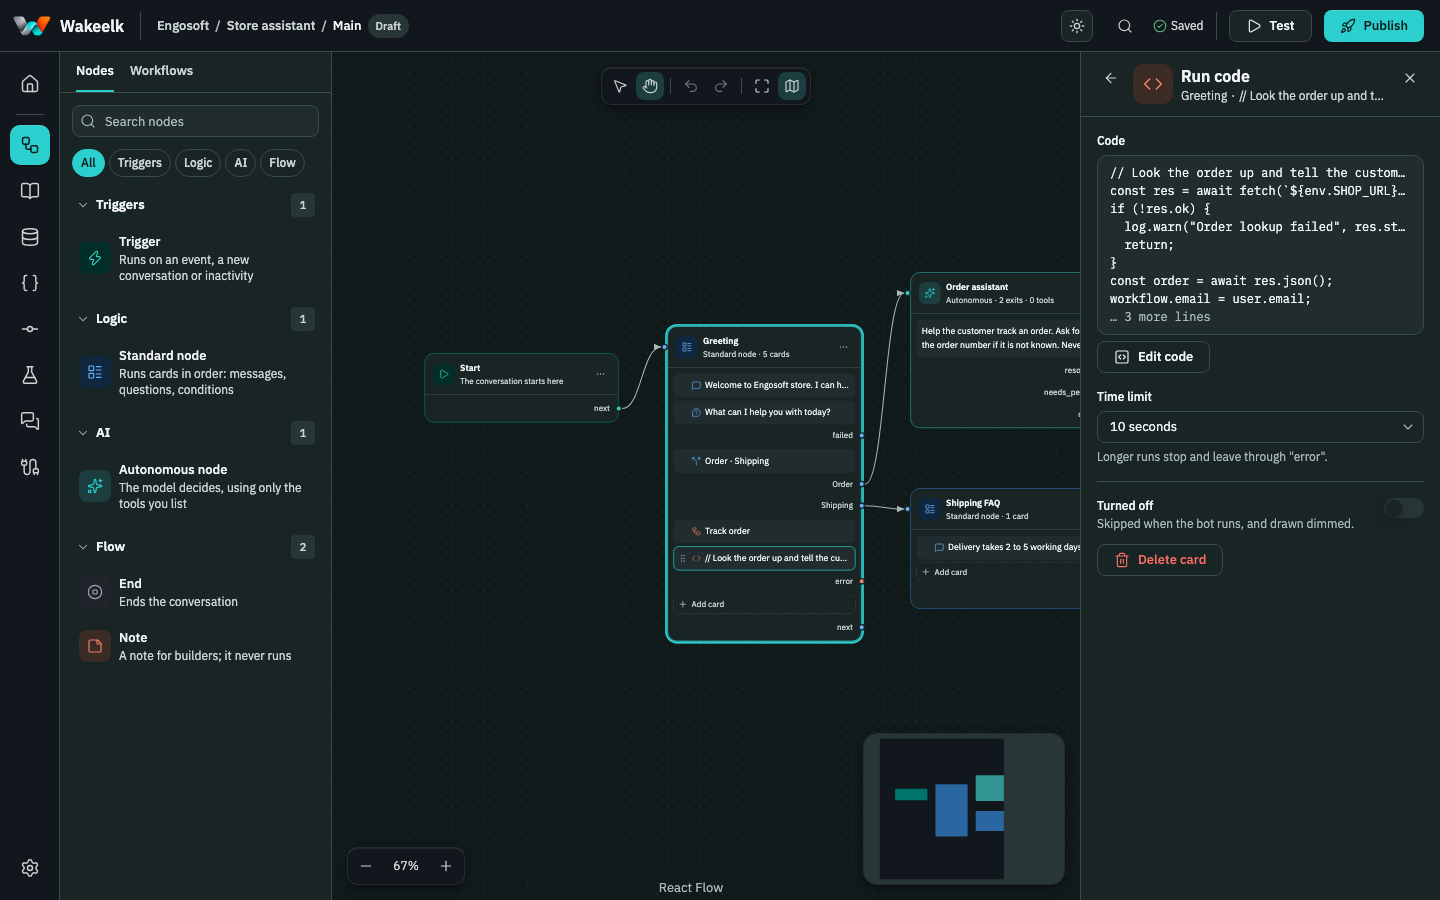 Wakeelk
Engosoft / Store assistant / Main
Draft
Saved
Test
Publish
Nodes
Workflows
Search nodes
All
Triggers
Logic
AI
Flow
Triggers
1
Trigger
Runs on an event, a new
conversation or inactivity
Logic
1
Standard node
Runs cards in order: messages,
questions, conditions
AI
1
Autonomous node
The model decides, using only the
tools you list
Flow
2
End
Ends the conversation
Note
A note for builders; it never runs
Start
The conversation starts here
next
Greeting
Standard node · 5 cards
Welcome to Engosoft store. I can h...
What can I help you with today?
failed
Order · Shipping
Order
Shipping
Track order
// Look the order up and tell the cu...
error
Add card
next
Order assistant
Autonomous · 2 exits · 0 tools
Help the customer track an order. Ask fo
the order number if it is not known. Neve
reso
needs_pe
e
Shipping FAQ
Standard node · 1 card
Delivery takes 2 to 5 working days
Add card
67%
React Flow
Run code
Greeting · // Look the order up and t...
Code
// Look the order up and tell the custom…
const res = await fetch(`${env.SHOP_URL}…
if (!res.ok) {
log.warn("Order lookup failed", res.st…
return;
}
const order = await res.json();
workflow.email = user.email;
… 3 more lines
Edit code
Time limit
10 seconds
Longer runs stop and leave through "error".
Turned off
Skipped when the bot runs, and drawn dimmed.
Delete card